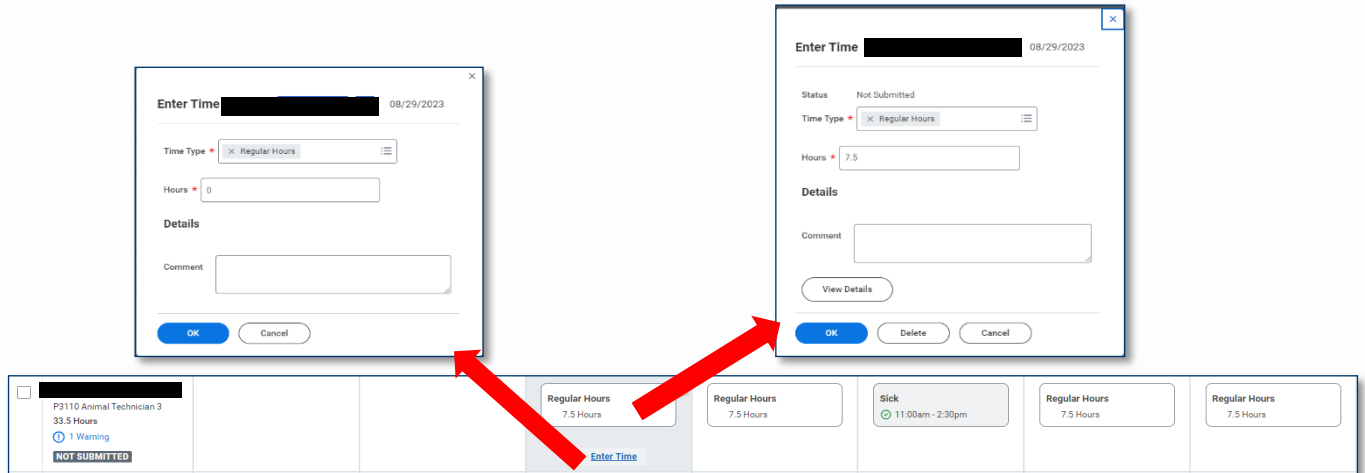 Enter Time 08/29/2023
Time Type * × Regular Hours
Hours * 0
Details
Comment
OK Cancel
Enter Time 08/29/2023
Status Not Submitted
Time Type * × Regular Hours
Hours * 7.5
Details
Comment
View Details
OK Delete Cancel
P3110 Animal Technician 3
33.5 Hours
1 Warning
NOT SUBMITTED
Regular Hours
7.5 Hours
Enter Time
Regular Hours
7.5 Hours
Sick
11:00am - 2:30pm
Regular Hours
7.5 Hours
Regular Hours
7.5 Hours